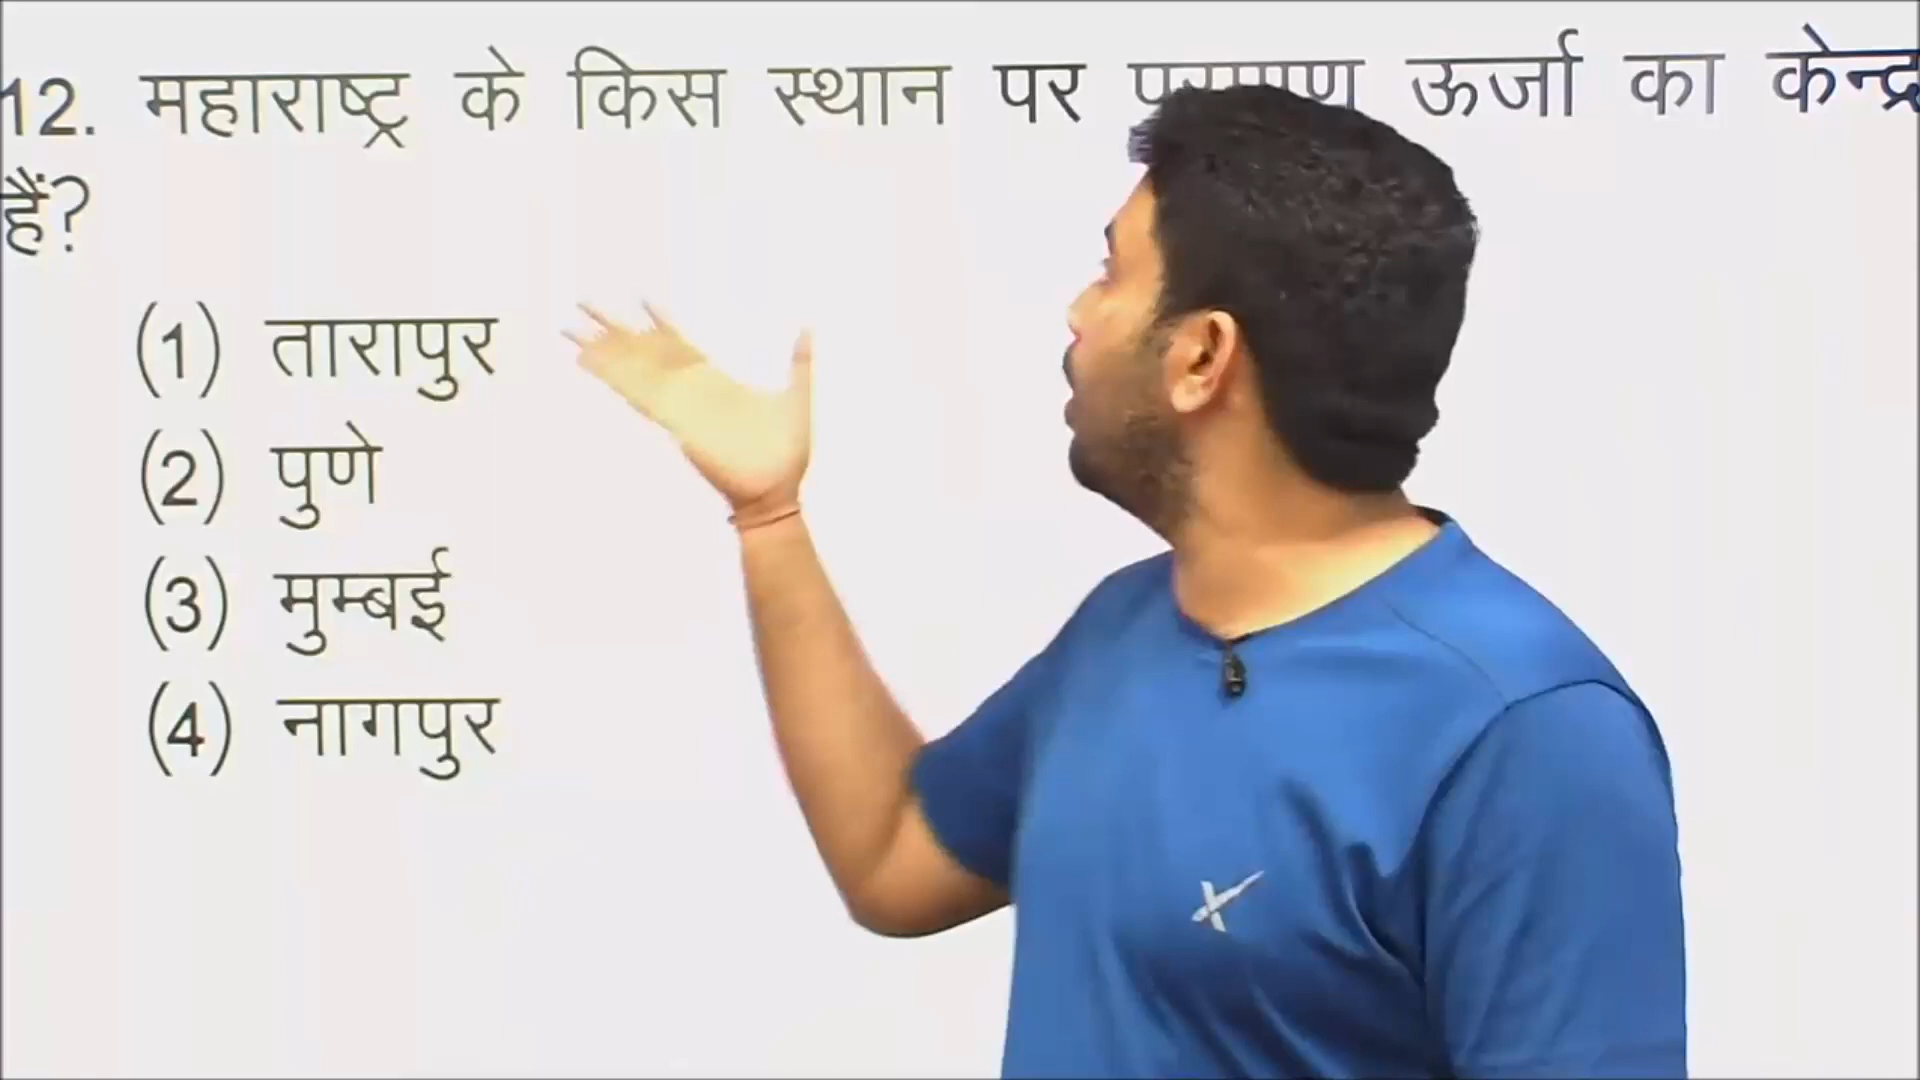 12. महाराष्ट्र के किस स्थान पर ऊर्जा का केन्द्र
हैं?
(1) तारापुर
(2) पुणे
(3) मुम्बई
(4) नागपुर